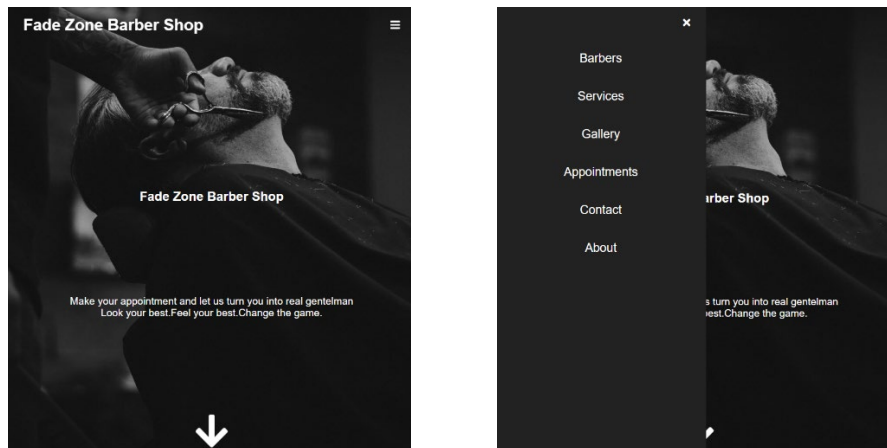 Fade Zone Barber Shop
Fade Zone Barber Shop
Make your appointment and let us turn you into real gentelman
Look your best.Feel your best.Change the game.
Barbers
Services
Gallery
Appointments
Contact
About
arber Shop
s turn you into real gentelman
est.Change the game.